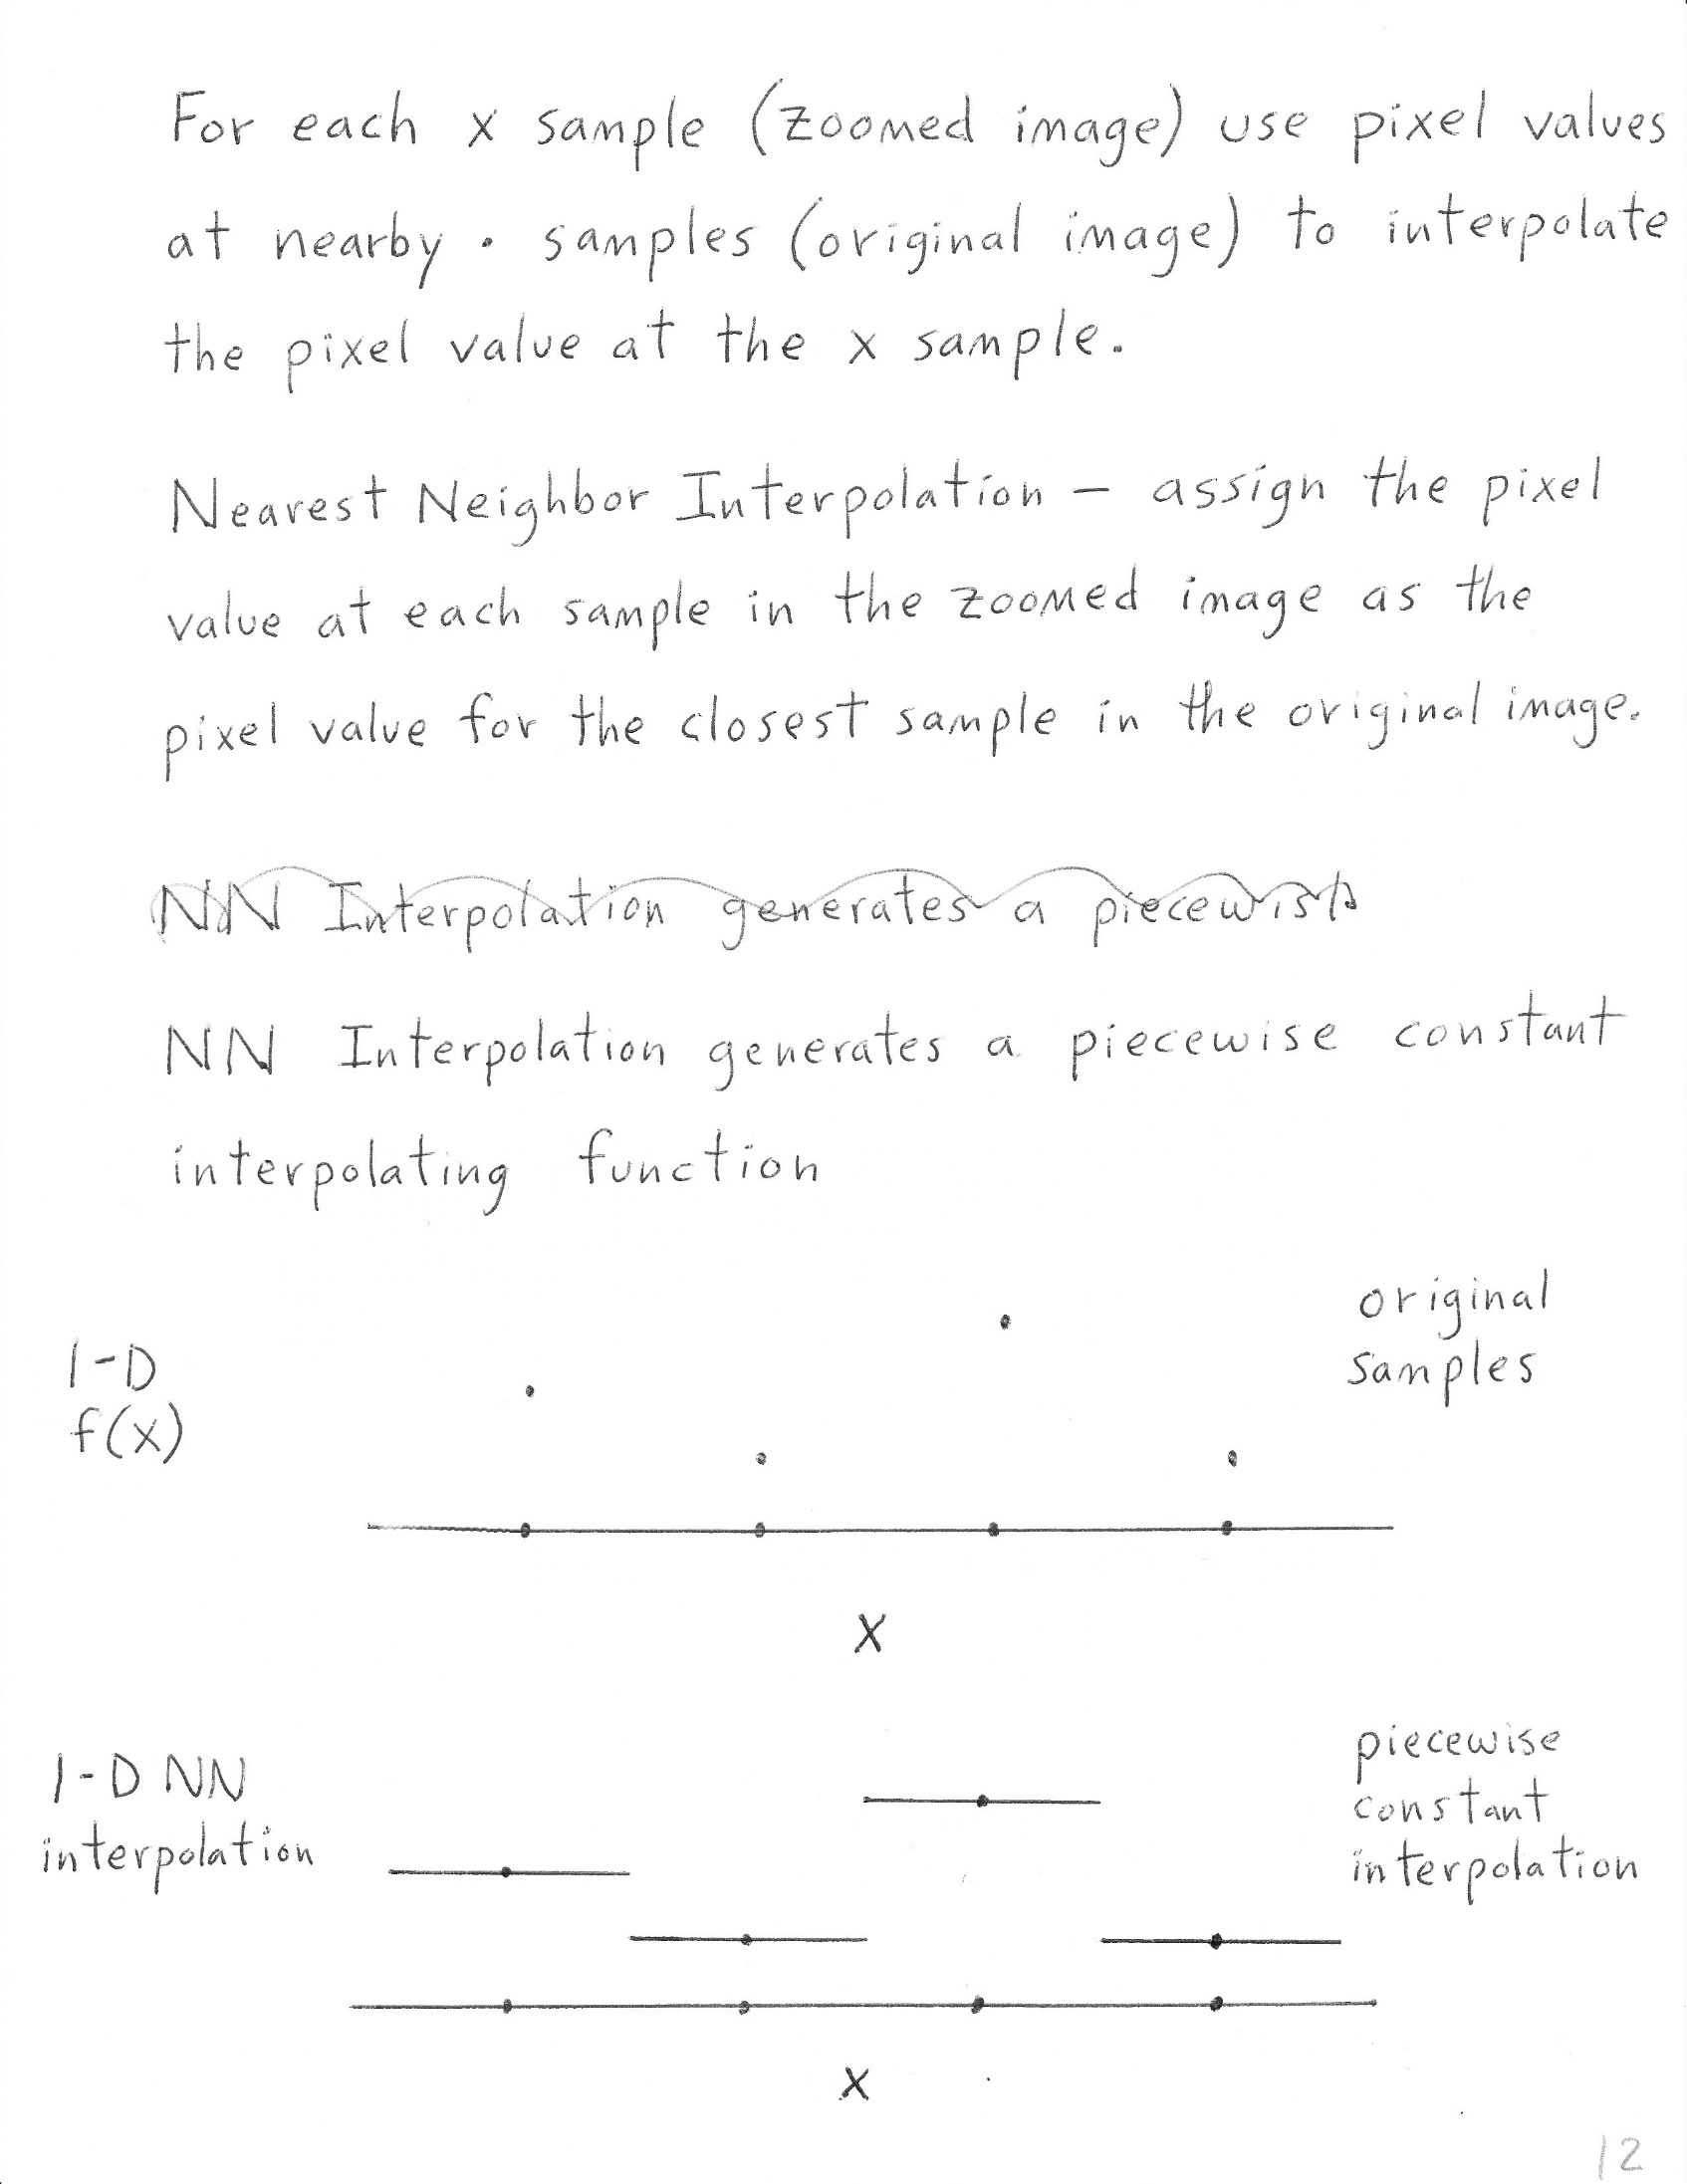 For each x sample (zoomed image) use pixel values
at nearby • samples (original image) to interpolate
the pixel value at the x sample.
Nearest Neighbor Interpolation – assign the pixel
value at each sample in the zoomed image as the
pixel value for the closest sample in the original image.
NN Interpolation generates a piecewis
NN Interpolation generates a piecewise constant
interpolating function
original
samples
1-D
f(x)
x
1-D NN
interpolation
piecewise
constant
interpolation
x
12